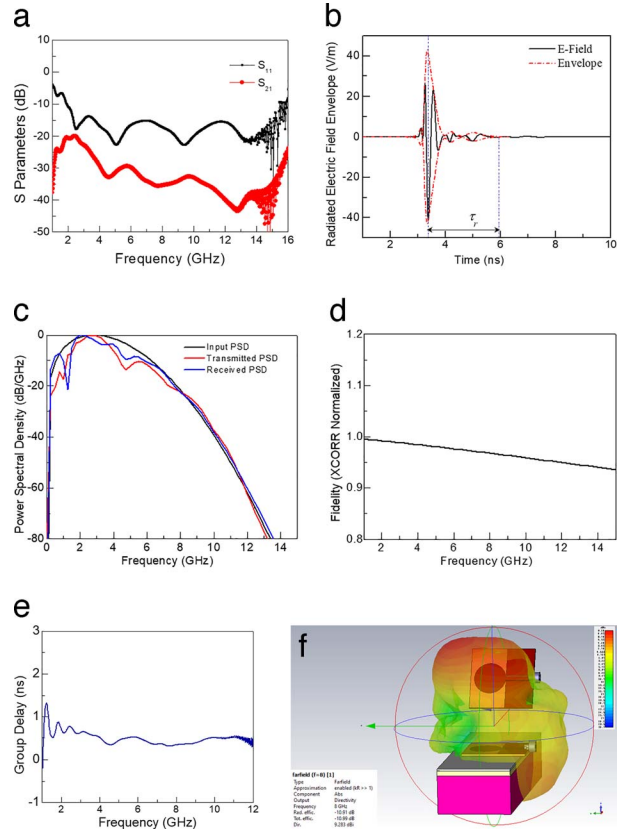 a
S Parameters (dB)
10
0
-10
-20
-30
-40
-50
S11
S21
2 4 6 8 10 12 14 16
Frequency (GHz)
b
Radiated Electric Field Envelope (V/m)
40
20
0
-20
-40
E-Field
Envelope
τr
2 4 6 8 10
Time (ns)
c
Power Spectral Density (dB/GHz)
0
-20
-40
-60
-80
Input PSD
Transmitted PSD
Received PSD
0 2 4 6 8 10 12 14
Frequency (GHz)
d
Fidelity (XCORR Normalized)
1.2
1.1
1.0
0.9
0.8
2 4 6 8 10 12 14
Frequency (GHz)
e
Group Delay (ns)
3
2
1
0
-1
2 4 6 8 10 12
Frequency (GHz)
f
farfield (f=8) [1]
Type Farfield
Approximation enabled (kR >> 1)
Component Abs
Output Directivity
Frequency 8 GHz
Rad. effic. -10.91 dB
Tot. effic. -10.99 dB
Dir. 9.283 dBi